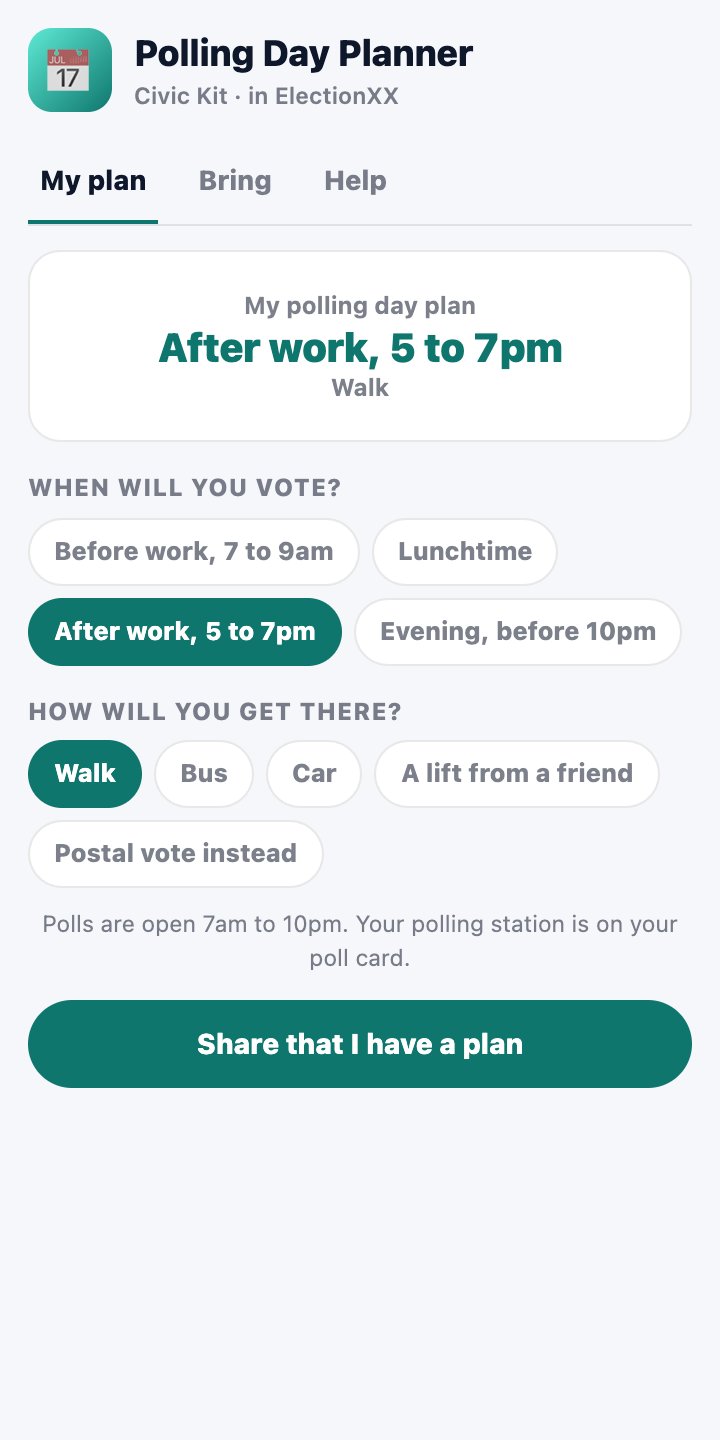 JUL
17
Polling Day Planner
Civic Kit · in ElectionXX
My plan
Bring
Help
My polling day plan
After work, 5 to 7pm
Walk
WHEN WILL YOU VOTE?
Before work, 7 to 9am
Lunchtime
After work, 5 to 7pm
Evening, before 10pm
HOW WILL YOU GET THERE?
Walk
Bus
Car
A lift from a friend
Postal vote instead
Polls are open 7am to 10pm. Your polling station is on your
poll card.
Share that I have a plan